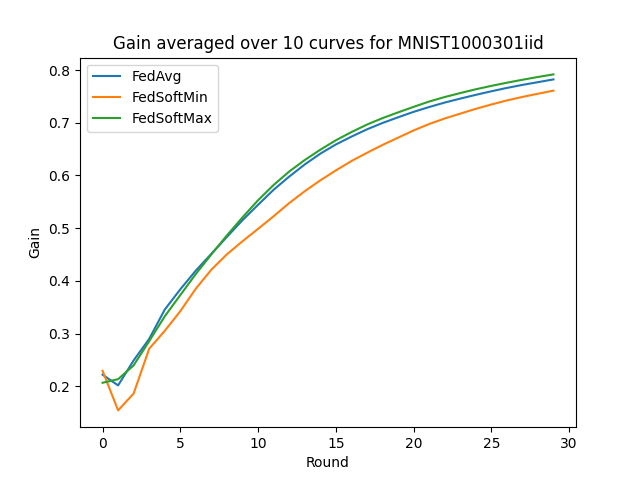 Gain averaged over 10 curves for MNIST1000301iid
FedAvg
FedSoftMin
FedSoftMax
0.8
0.7
0.6
0.5
0.4
0.3
0.2
Gain
0 5 10 15 20 25 30
Round